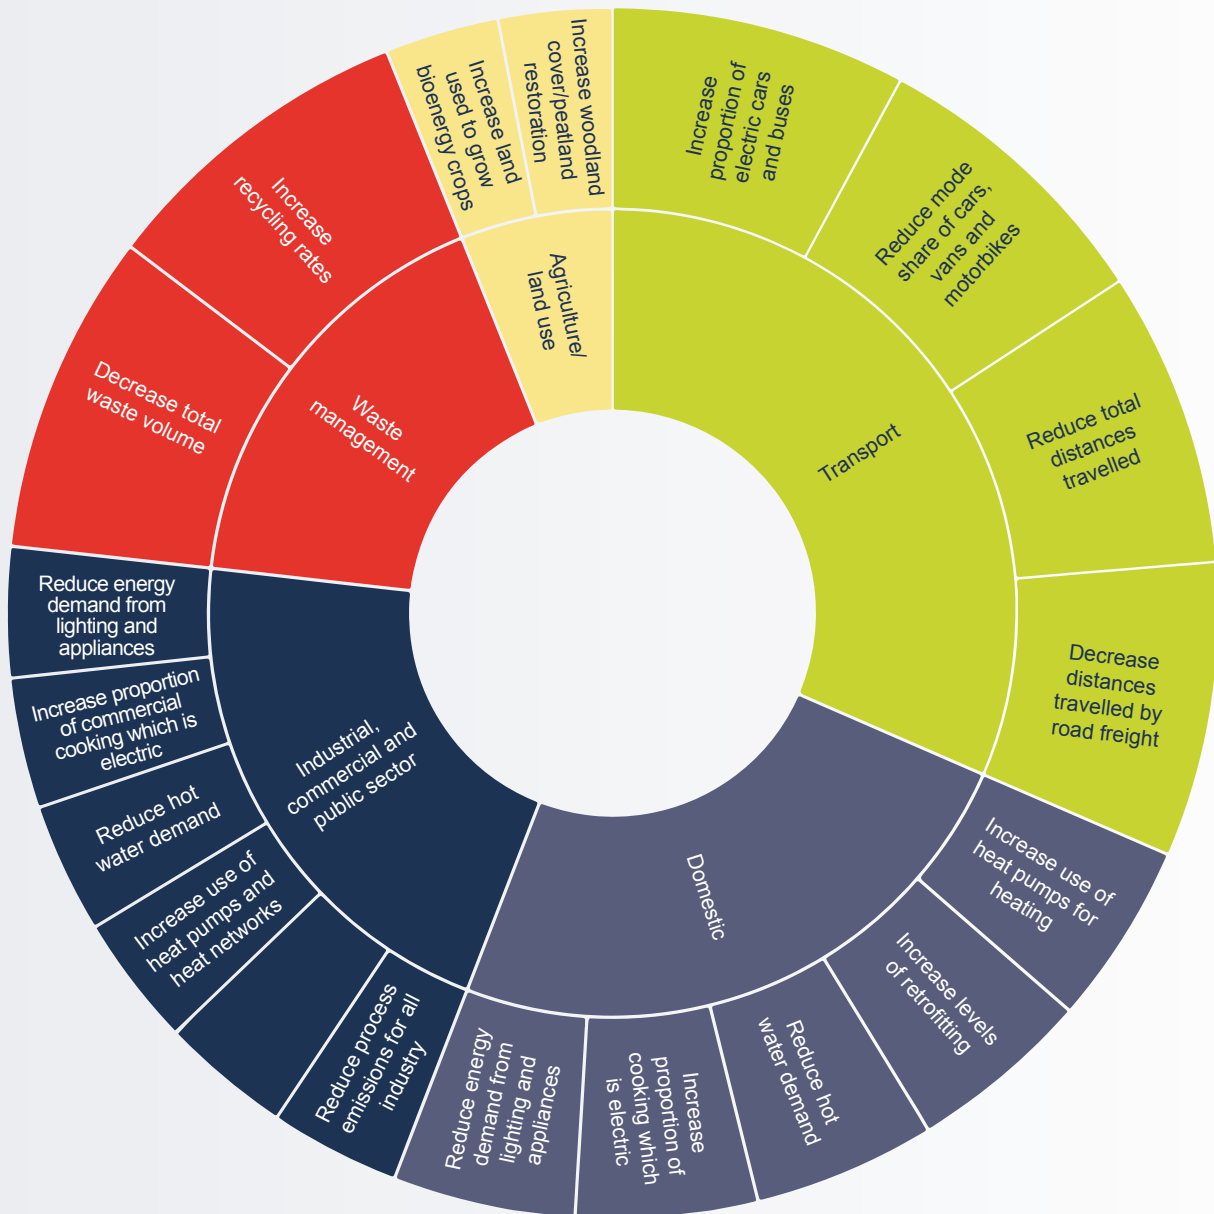 Increase
proportion of
electric cars
and buses
Reduce mode
share of cars,
vans and
motorbikes
Reduce total
distances
travelled
Decrease
distances
travelled by
road freight
Transport
Increase use of
heat pumps for
heating
Increase levels
of retrofitting
Reduce hot
water demand
Increase
proportion of
cooking which
is electric
Reduce energy
demand from
lighting and
appliances
Domestic
Reduce process
emissions for all
industry
Increase use of
heat pumps and
heat networks
Reduce hot
water demand
Increase proportion
of commercial
cooking which is
electric
Reduce energy
demand from
lighting and
appliances
Industrial,
commercial and
public sector
Decrease total
waste volume
Increase
recycling rates
Waste
management
Increase land
used to grow
bioenergy crops
Increase woodland
cover/peatland
restoration
Agriculture/
land use